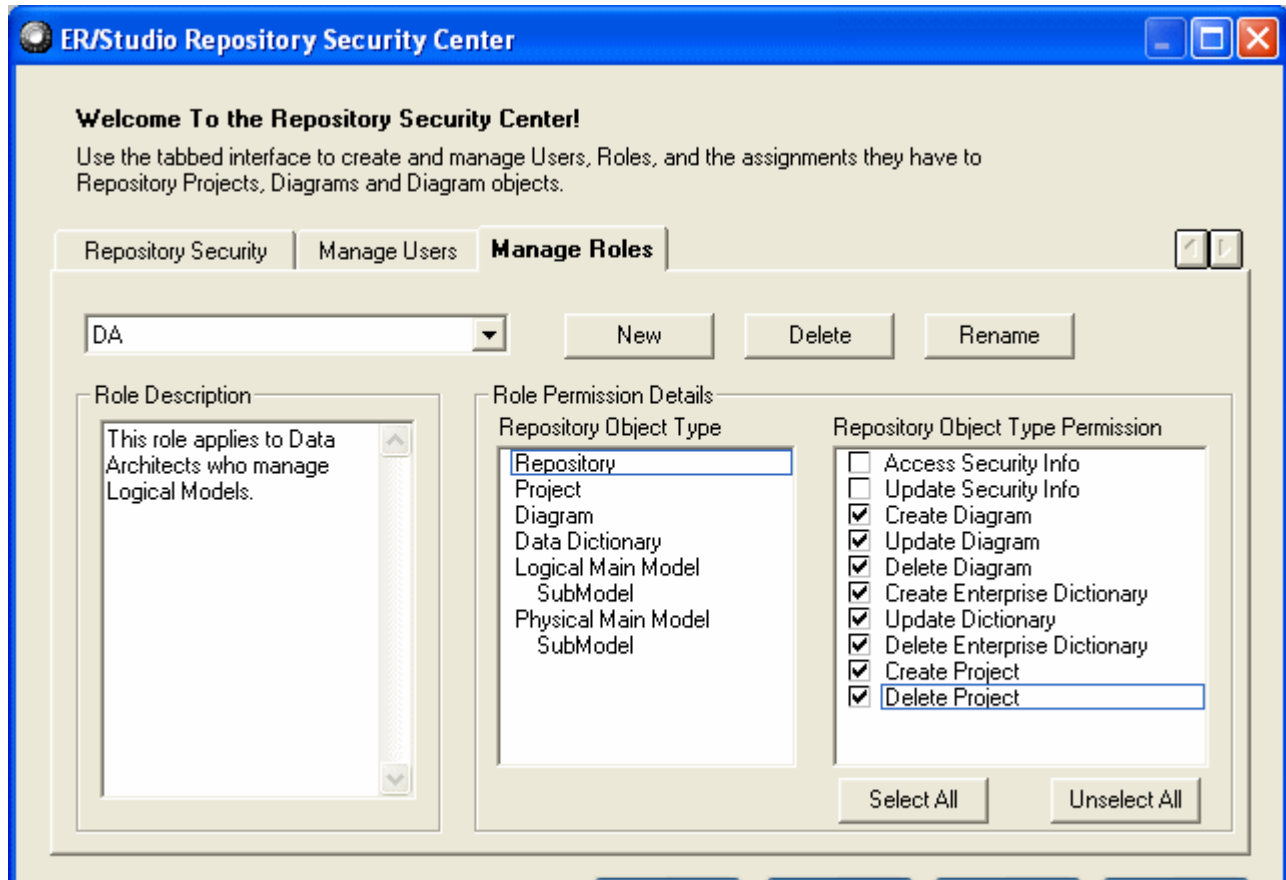 ER/Studio Repository Security Center
Welcome To the Repository Security Center!
Use the tabbed interface to create and manage Users, Roles, and the assignments they have to
Repository Projects, Diagrams and Diagram objects.
Repository Security
Manage Users
Manage Roles
DA
New
Delete
Rename
Role Description
This role applies to Data
Architects who manage
Logical Models.
Role Permission Details
Repository Object Type
Repository
Project
Diagram
Data Dictionary
Logical Main Model
SubModel
Physical Main Model
SubModel
Repository Object Type Permission
Access Security Info
Update Security Info
Create Diagram
Update Diagram
Delete Diagram
Create Enterprise Dictionary
Update Dictionary
Delete Enterprise Dictionary
Create Project
Delete Project
Select All
Unselect All